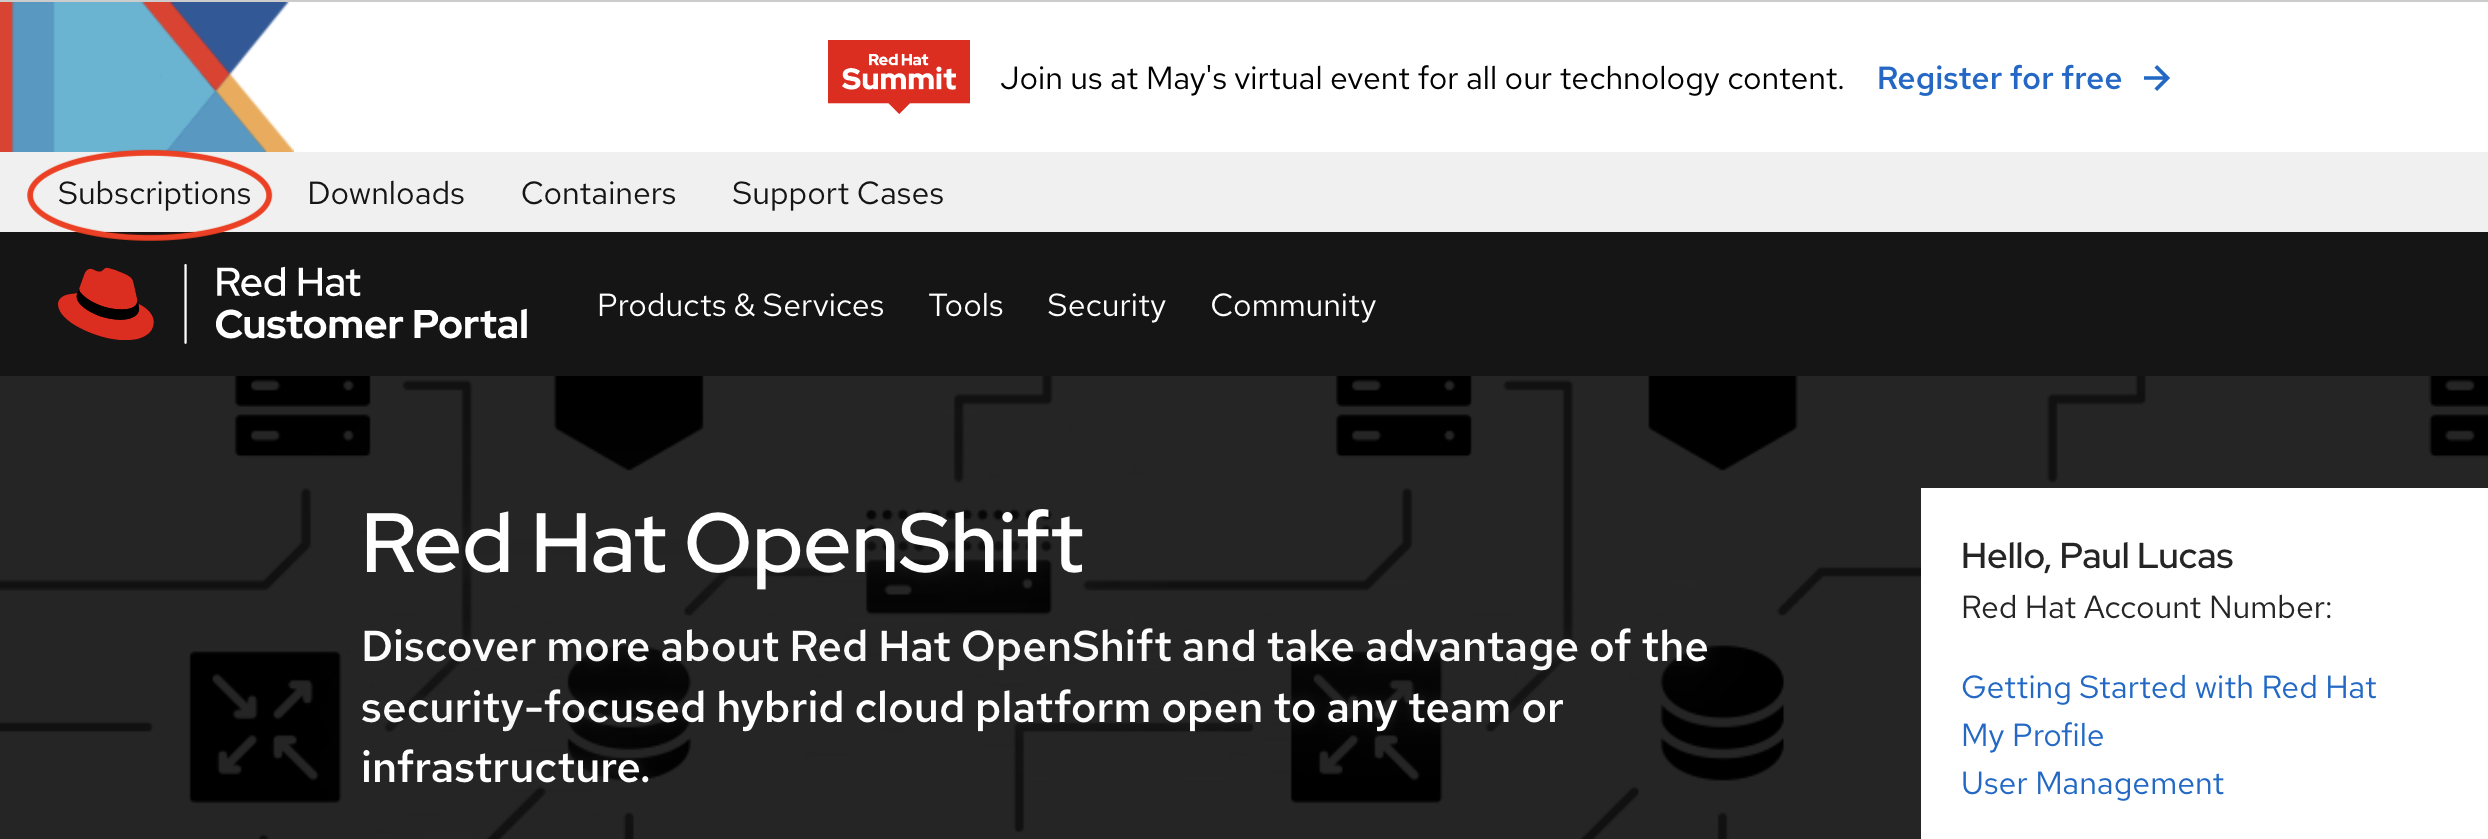 Red Hat
Summit
Join us at May's virtual event for all our technology content. Register for free
Subscriptions Downloads Containers Support Cases
Red Hat
Customer Portal
Products & Services Tools Security Community
Red Hat OpenShift
Discover more about Red Hat OpenShift and take advantage of the
security-focused hybrid cloud platform open to any team or
infrastructure.
Hello, Paul Lucas
Red Hat Account Number:
Getting Started with Red Hat
My Profile
User Management